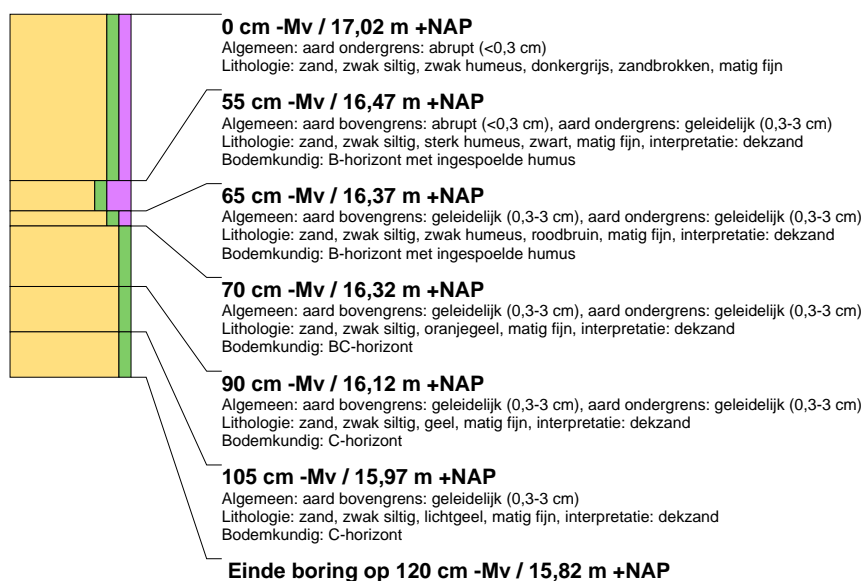 0 cm -Mv / 17,02 m +NAP
Algemeen: aard ondergrens: abrupt (<0,3 cm)
Lithologie: zand, zwak siltig, zwak humeus, donkergrijs, zandbrokken, matig fijn
55 cm -Mv / 16,47 m +NAP
Algemeen: aard bovengrens: abrupt (<0,3 cm), aard ondergrens: geleidelijk (0,3-3 cm)
Lithologie: zand, zwak siltig, sterk humeus, zwart, matig fijn, interpretatie: dekzand
Bodemkundig: B-horizont met ingespoelde humus
65 cm -Mv / 16,37 m +NAP
Algemeen: aard bovengrens: geleidelijk (0,3-3 cm), aard ondergrens: geleidelijk (0,3-3 cm)
Lithologie: zand, zwak siltig, zwak humeus, roodbruin, matig fijn, interpretatie: dekzand
Bodemkundig: B-horizont met ingespoelde humus
70 cm -Mv / 16,32 m +NAP
Algemeen: aard bovengrens: geleidelijk (0,3-3 cm), aard ondergrens: geleidelijk (0,3-3 cm)
Lithologie: zand, zwak siltig, oranjegeel, matig fijn, interpretatie: dekzand
Bodemkundig: BC-horizont
90 cm -Mv / 16,12 m +NAP
Algemeen: aard bovengrens: geleidelijk (0,3-3 cm), aard ondergrens: geleidelijk (0,3-3 cm)
Lithologie: zand, zwak siltig, geel, matig fijn, interpretatie: dekzand
Bodemkundig: C-horizont
105 cm -Mv / 15,97 m +NAP
Algemeen: aard bovengrens: geleidelijk (0,3-3 cm)
Lithologie: zand, zwak siltig, lichtgeel, matig fijn, interpretatie: dekzand
Bodemkundig: C-horizont
Einde boring op 120 cm -Mv / 15,82 m +NAP